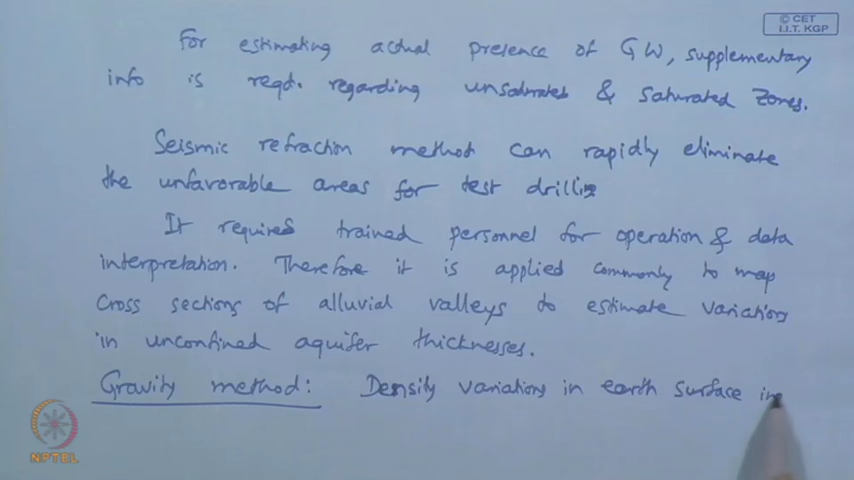 © CET
I.I.T. KGP
For estimating actual presence of GW, supplementary
info is reqd. regarding unsaturated & saturated zones.
Seismic refraction method can rapidly eliminate
the unfavorable areas for test drilling
It requires trained personnel for operation & data
interpretation. Therefore it is applied commonly to map
cross sections of alluvial valleys to estimate variations
in unconfined aquifer thicknesses.
Gravity method: Density variations in earth surface
NPTEL